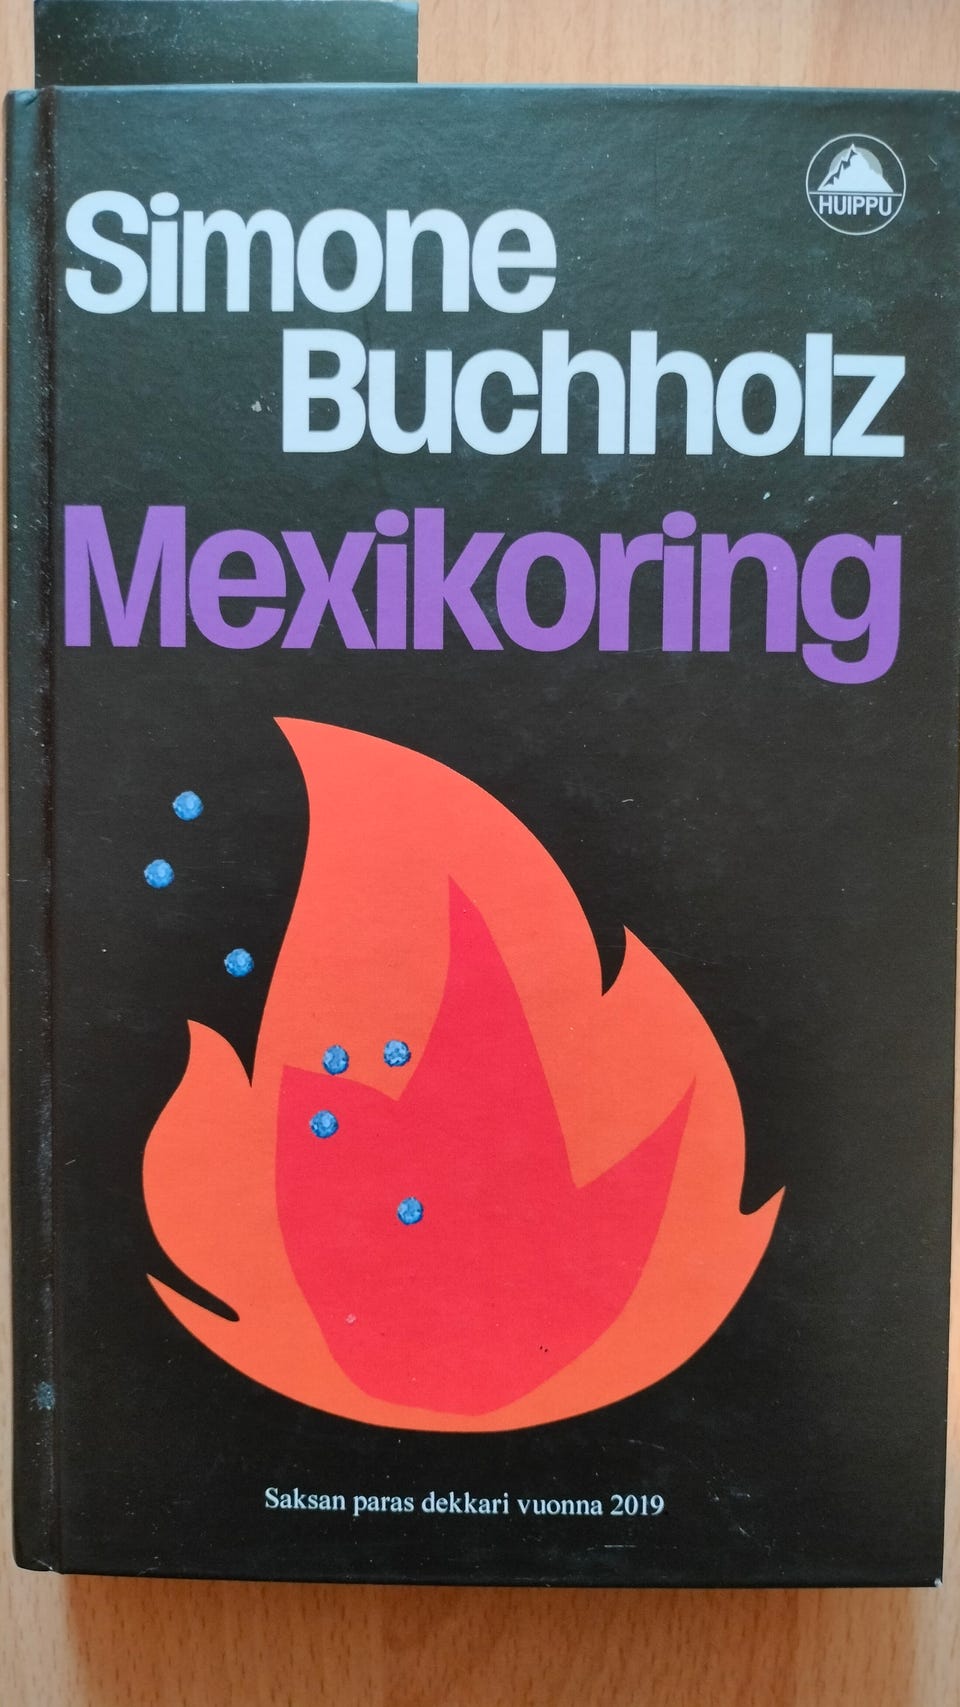 HUIPPU
Simone
Buchholz
Mexikoring
Saksan paras dekkari vuonna 2019